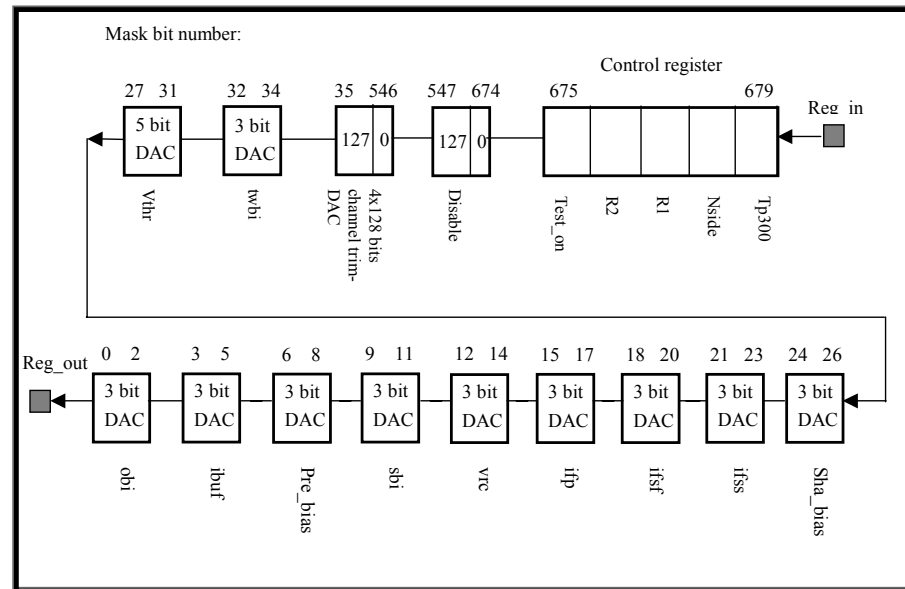 Mask bit number:
Control register
27 31 32 34 35 546 547 674 675 679
Reg_in
5 bit
DAC
3 bit
DAC
127 0
127 0
Vthr
twbi
4x128 bits
channel trim-
DAC
Disable
Test_on
R2
R1
Nside
Tp300
Reg_out
0 2 3 5 6 8 9 11 12 14 15 17 18 20 21 23 24 26
3 bit
DAC
3 bit
DAC
3 bit
DAC
3 bit
DAC
3 bit
DAC
3 bit
DAC
3 bit
DAC
3 bit
DAC
3 bit
DAC
obi
ibuf
Pre_bias
sbi
vrc
ifp
ifsf
ifss
Sha_bias